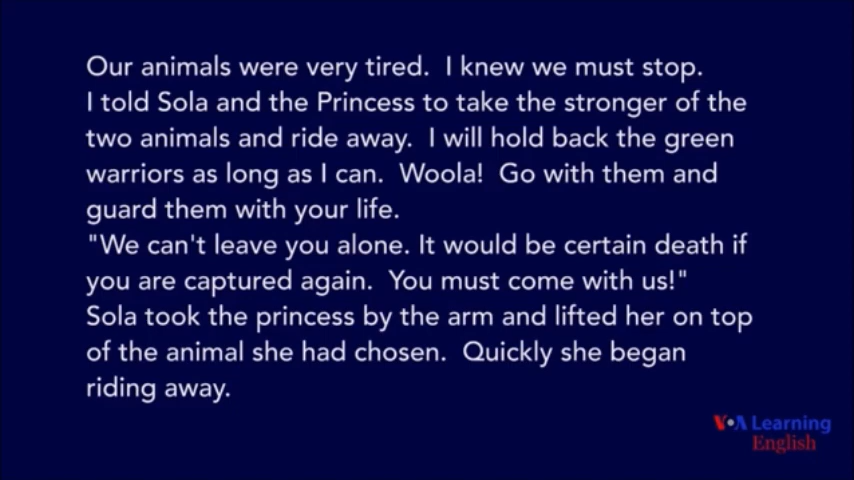 Our animals were very tired.  I knew we must stop.
I told Sola and the Princess to take the stronger of the
two animals and ride away.  I will hold back the green
warriors as long as I can.  Woola!  Go with them and
guard them with your life.
"We can't leave you alone. It would be certain death if
you are captured again.  You must come with us!"
Sola took the princess by the arm and lifted her on top
of the animal she had chosen.  Quickly she began
riding away.
VOA Learning
English